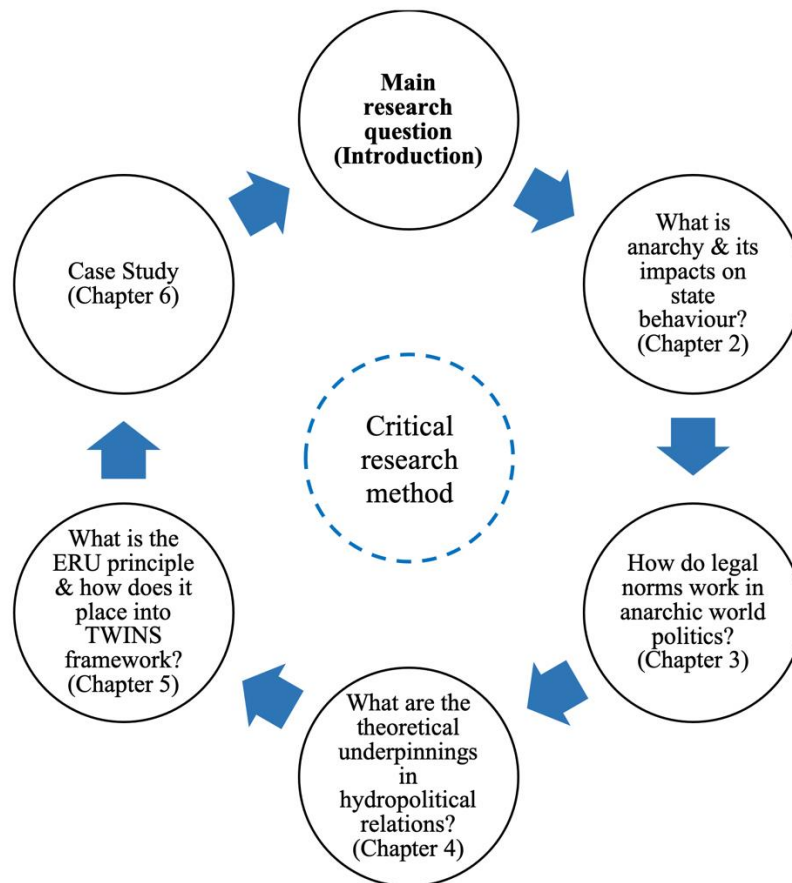 Main
research
question
(Introduction)
What is
anarchy & its
impacts on
state
behaviour?
(Chapter 2)
How do legal
norms work in
anarchic world
politics?
(Chapter 3)
What are the
theoretical
underpinnings
in
hydropolitical
relations?
(Chapter 4)
What is the
ERU principle
& how does it
place into
TWINS
framework?
(Chapter 5)
Case Study
(Chapter 6)
Critical
research
method